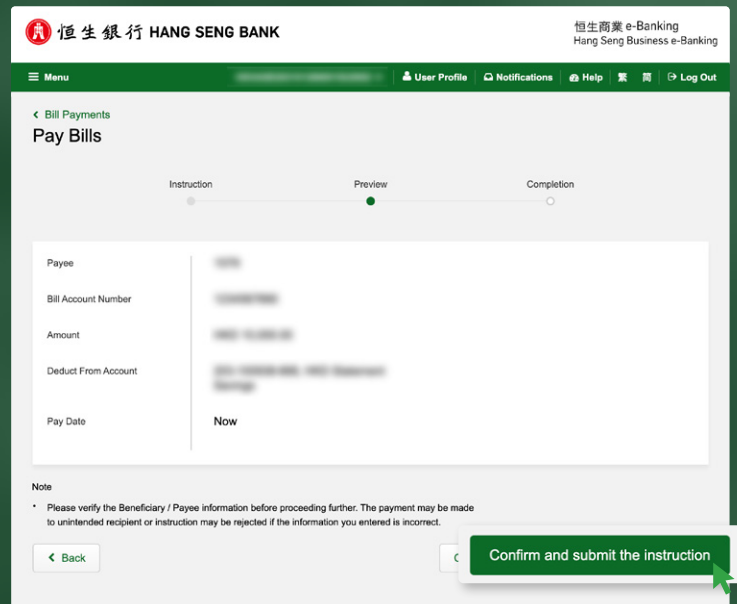 恒生銀行 HANG SENG BANK
恒生商業 e-Banking
Hang Seng Business e-Banking
Menu
User Profile
Notifications
Help
繁
简
Log Out
Bill Payments
Pay Bills
Instruction
Preview
Completion
Payee
Bill Account Number
Amount
Deduct From Account
Pay Date Now
Note
Please verify the Beneficiary / Payee information before proceeding further. The payment may be made
to unintended recipient or instruction may be rejected if the information you entered is incorrect.
Back
Confirm and submit the instruction